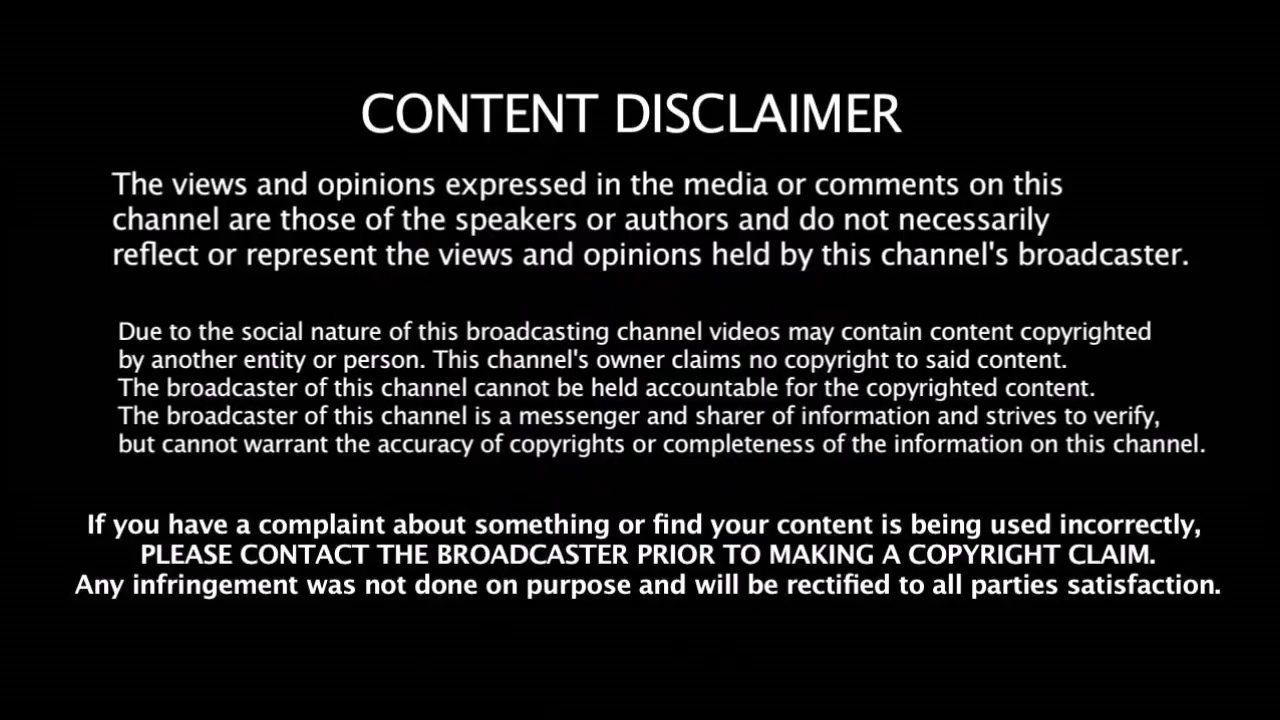 CONTENT DISCLAIMER
The views and opinions expressed in the media or comments on this
channel are those of the speakers or authors and do not necessarily
reflect or represent the views and opinions held by this channel's broadcaster.
Due to the social nature of this broadcasting channel videos may contain content copyrighted
by another entity or person. This channel's owner claims no copyright to said content.
The broadcaster of this channel cannot be held accountable for the copyrighted content.
The broadcaster of this channel is a messenger and sharer of information and strives to verify,
but cannot warrant the accuracy of copyrights or completeness of the information on this channel.
If you have a complaint about something or find your content is being used incorrectly,
PLEASE CONTACT THE BROADCASTER PRIOR TO MAKING A COPYRIGHT CLAIM.
Any infringement was not done on purpose and will be rectified to all parties satisfaction.